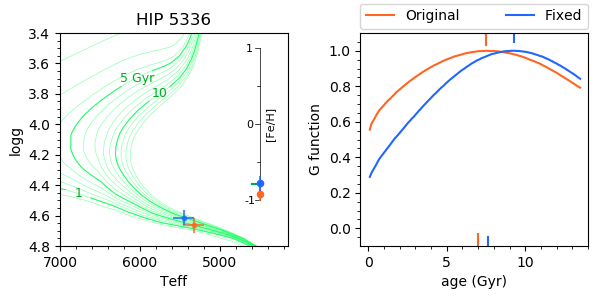 HIP 5336
Original Fixed
3.4
3.6
3.8
4.0
4.2
4.4
4.6
4.8
logg
7000 6000 5000
Teff
5 Gyr
10
1
1
0
-1
[Fe/H]
1.0
0.8
0.6
0.4
0.2
0.0
G function
0 5 10
age (Gyr)